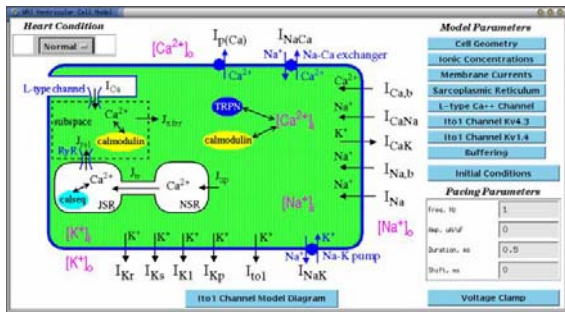 WRJ Ventricular Cell Model
Heart Condition
Normal
[Ca2+]o
Ip(Ca)
INaCa
Na+
Na-Ca exchanger
Ca2+
Ca2+
L-type channel
ICa
subspace
Ca2+
Jxfer
calmodulin
RyR
Jrel
Ca2+
Jtr
Ca2+
Jup
calseq
JSR
NSR
TRPN
[Ca2+]i
calmodulin
Ca2+
ICa,b
Na+
ICaNa
K+
ICaK
Na+
INa,b
Na+
INa
[Na+]i
[Na+]o
[K+]i
K+
K+
K+
K+
K+
K+
[K+]o
IKr
IKs
IK1
IKp
Ito1
Na+
INaK
Na-K pump
Ito1 Channel Model Diagram
Model Parameters
Cell Geometry
Ionic Concentrations
Membrane Currents
Sarcoplasmic Reticulum
L-type Ca++ Channel
Ito1 Channel Kv4.3
Ito1 Channel Kv1.4
Buffering
Initial Conditions
Pacing Parameters
Freq, Hz
1
Amp, uA/uF
0
Duration, ms
0.5
Shift, ms
0
Voltage Clamp